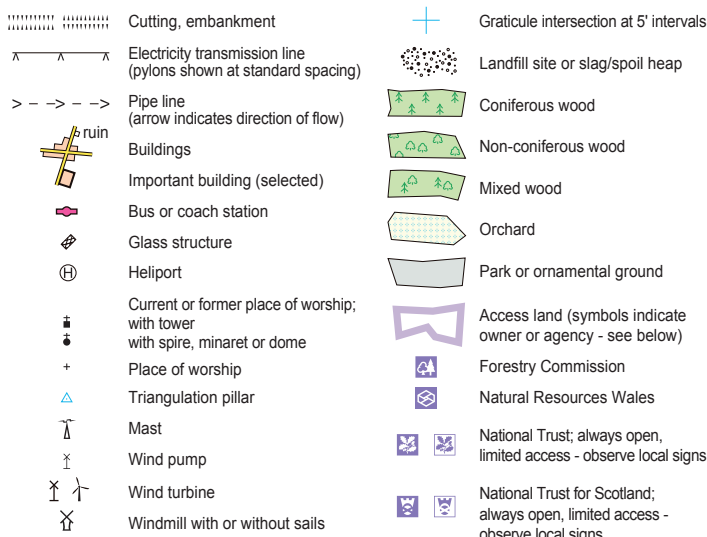 Cutting, embankment
Electricity transmission line
(pylons shown at standard spacing)
Pipe line
(arrow indicates direction of flow)
ruin
Buildings
Important building (selected)
Bus or coach station
Glass structure
H
Heliport
Current or former place of worship;
with tower
with spire, minaret or dome
Place of worship
Triangulation pillar
Mast
Wind pump
Wind turbine
Windmill with or without sails
Graticule intersection at 5' intervals
Landfill site or slag/spoil heap
Coniferous wood
Non-coniferous wood
Mixed wood
Orchard
Park or ornamental ground
Access land (symbols indicate
owner or agency - see below)
Forestry Commission
Natural Resources Wales
National Trust; always open,
limited access - observe local signs
National Trust for Scotland;
always open, limited access -
observe local signs